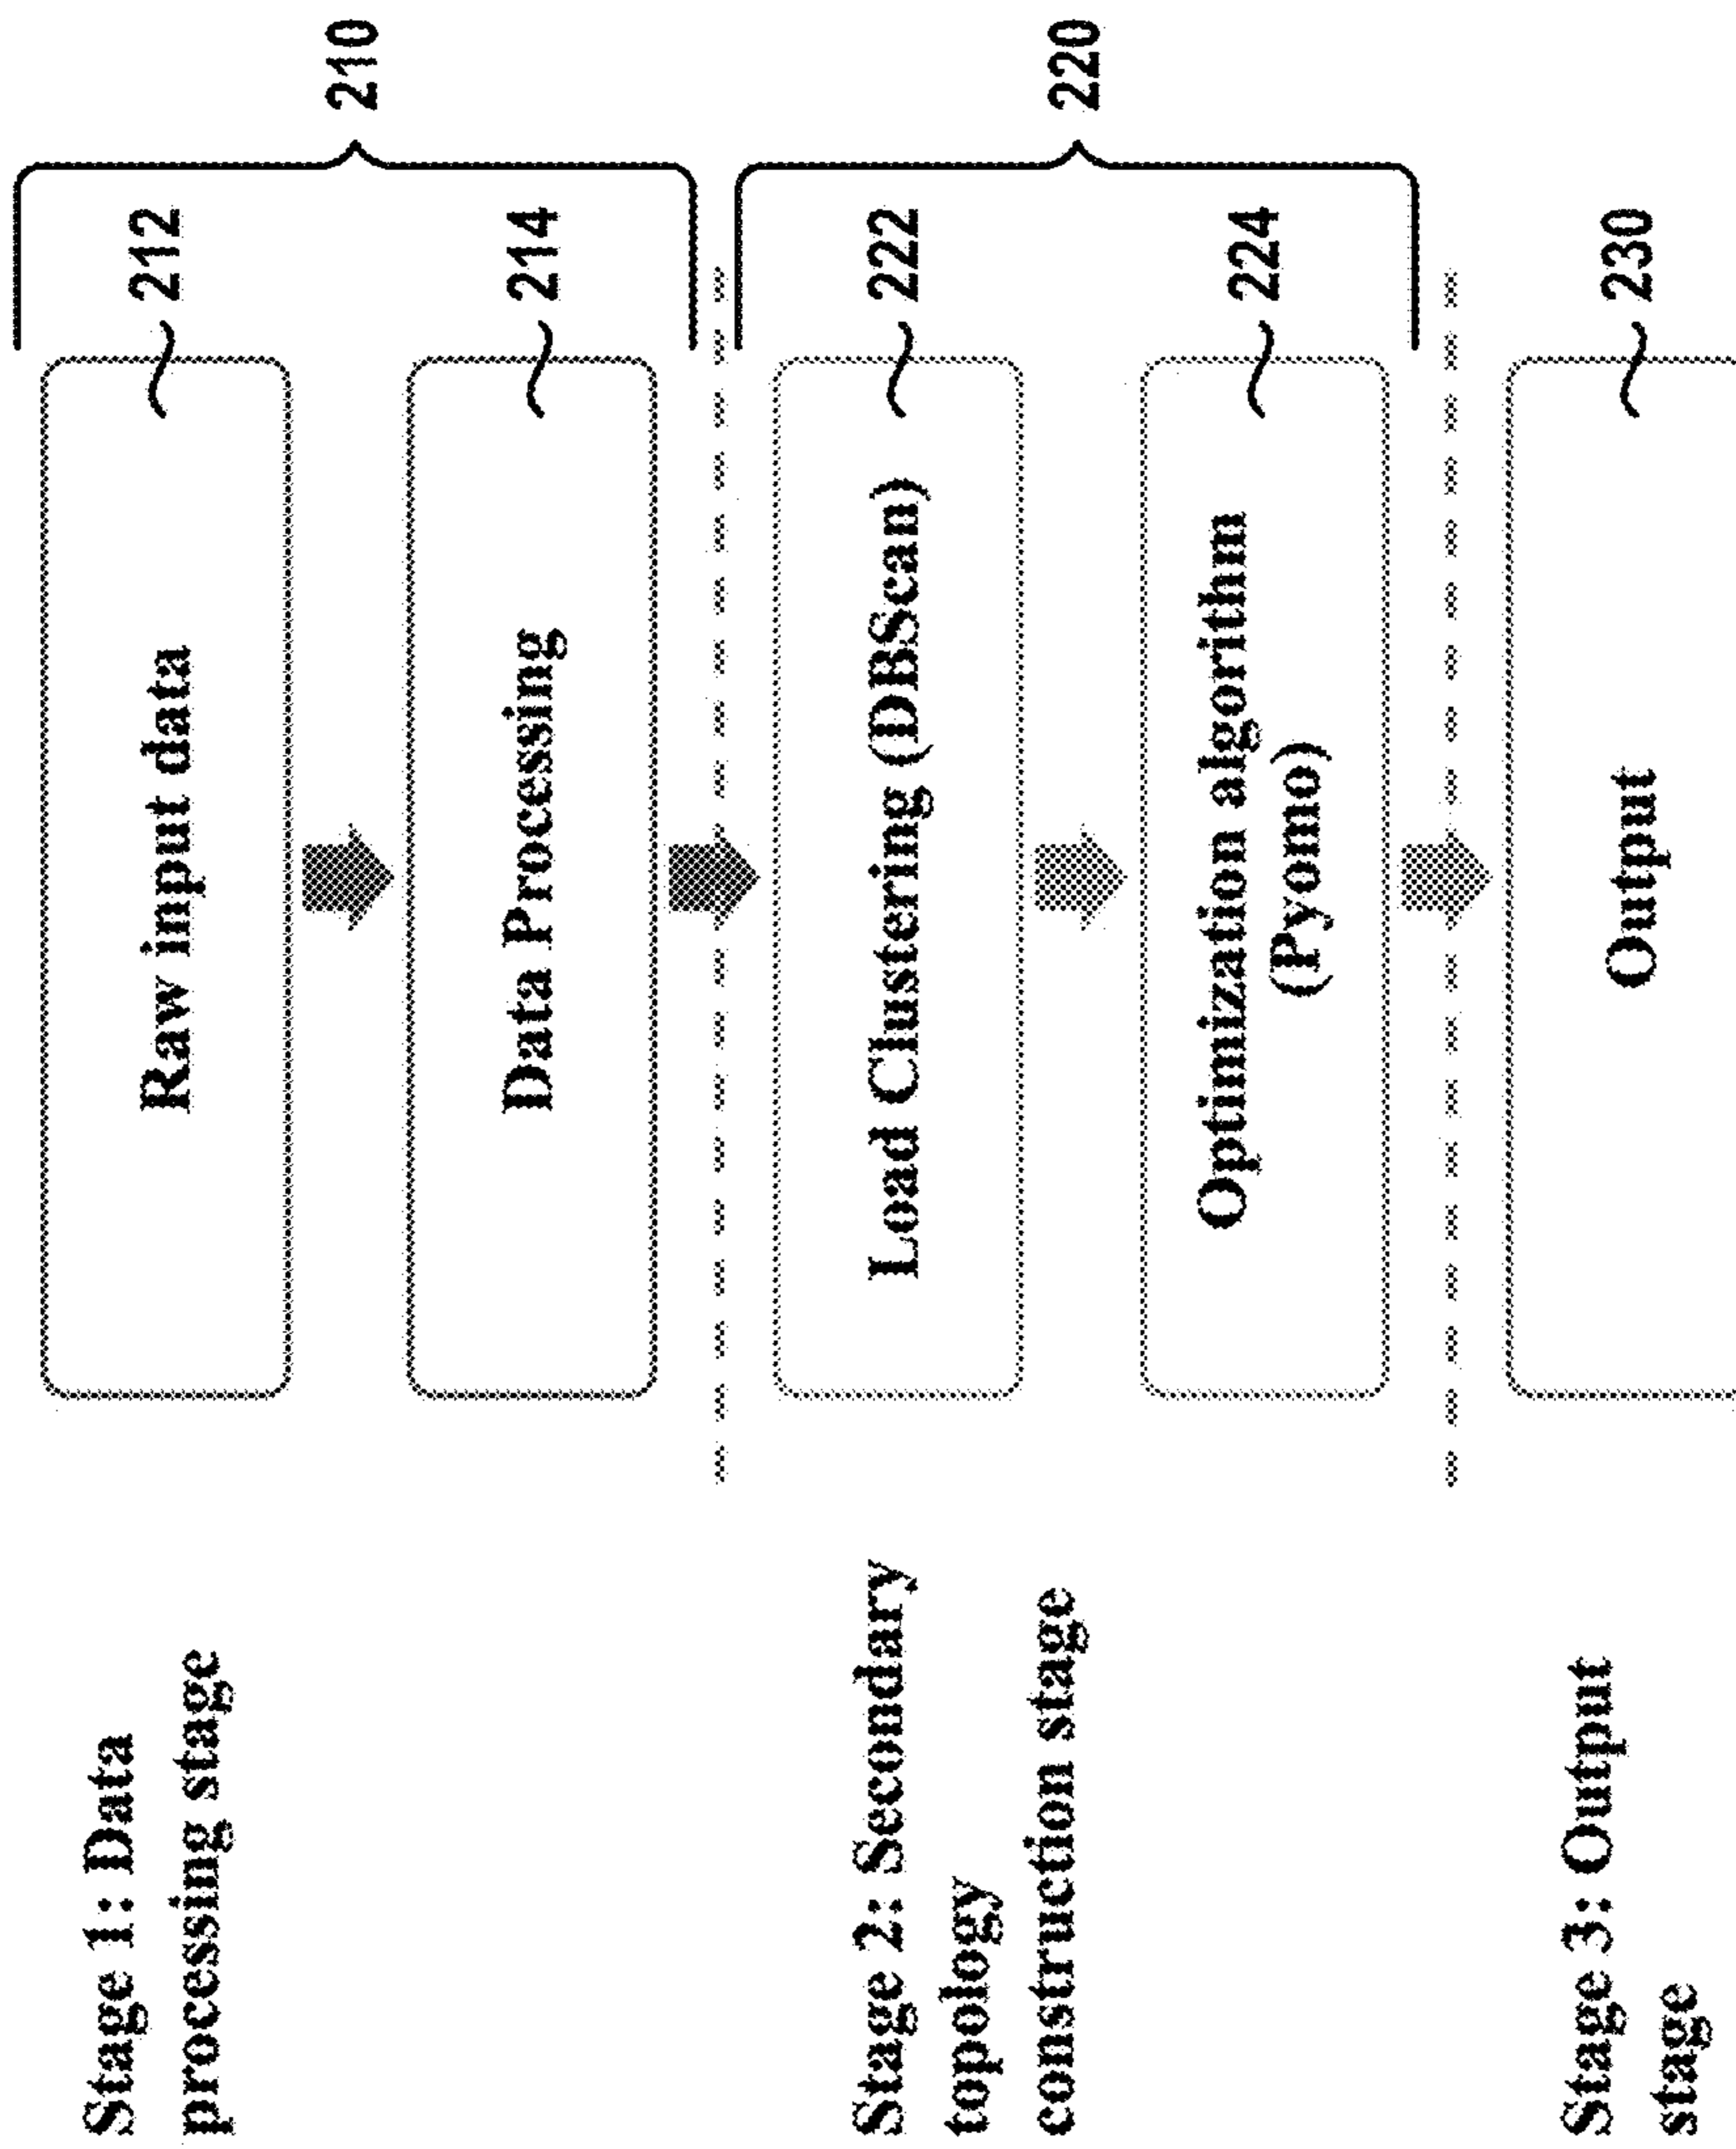 Stage 1: Data
processing stage
Raw input data
212
210
Data Processing
214
Stage 2: Secondary
topology
construction stage
Load Clustering (DBScan)
222
220
Optimization algorithm
(Pyomo)
224
Stage 3: Output
stage
Output
230